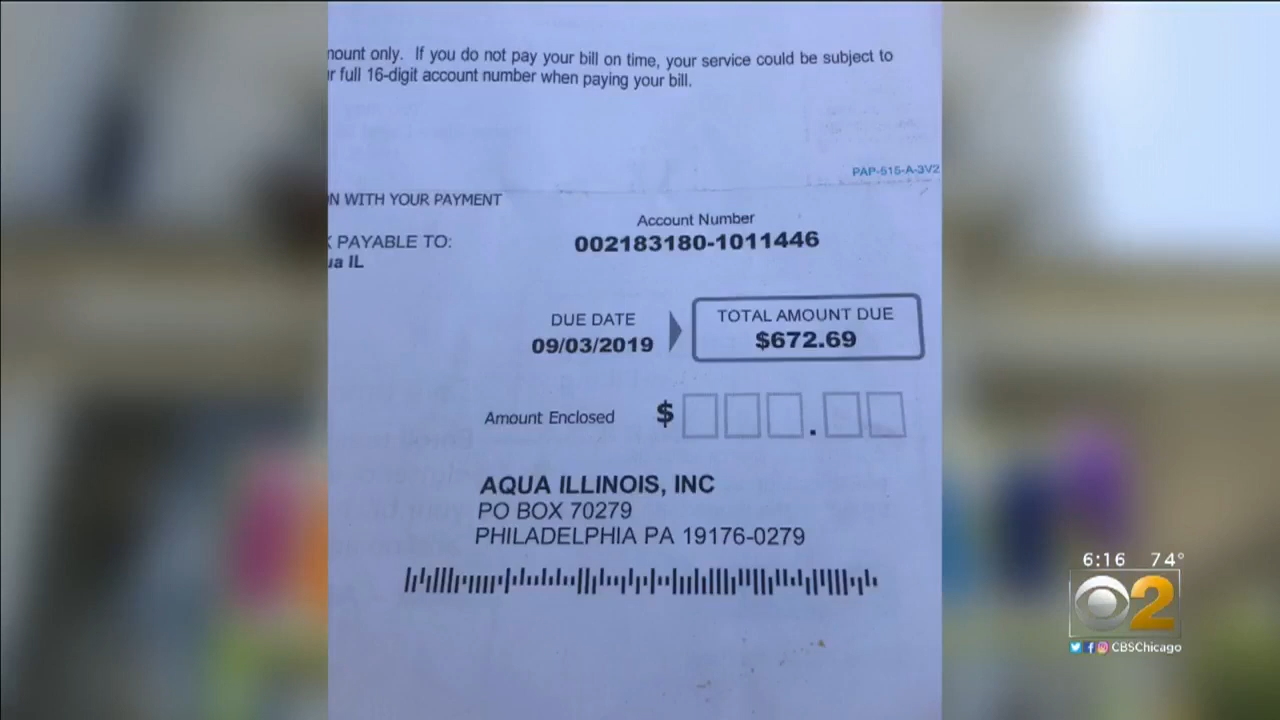 mount only. If you do not pay your bill on time, your service could be subject to
r full 16-digit account number when paying your bill.
PAP-515-A-3V2
N WITH YOUR PAYMENT
Account Number
002183180-1011446
K PAYABLE TO:
ua IL
DUE DATE
09/03/2019
TOTAL AMOUNT DUE
$672.69
Amount Enclosed $ .
AQUA ILLINOIS, INC
PO BOX 70279
PHILADELPHIA PA 19176-0279
6:16 74°
2
CBSChicago